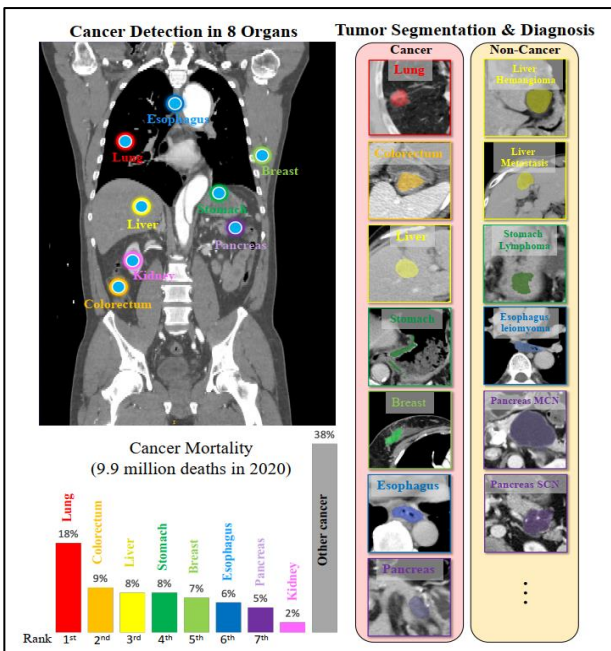 Cancer Detection in 8 Organs
Esophagus
Lung
Breast
Stomach
Liver
Pancreas
Kidney
Colorectum
Cancer Mortality
(9.9 million deaths in 2020)
Lung
Colorectum
Liver
Stomach
Breast
Esophagus
Pancreas
Kidney
Other cancer
18%
9%
8%
8%
7%
6%
5%
2%
38%
Rank 1st 2nd 3rd 4th 5th 6th 7th
Tumor Segmentation & Diagnosis
Cancer
Lung
Colorectum
Liver
Stomach
Breast
Esophagus
Pancreas
Non-Cancer
Liver
Hemangioma
Liver
Metastasis
Stomach
Lymphoma
Esophagus
leiomyoma
Pancreas MCN
Pancreas SCN
⋮